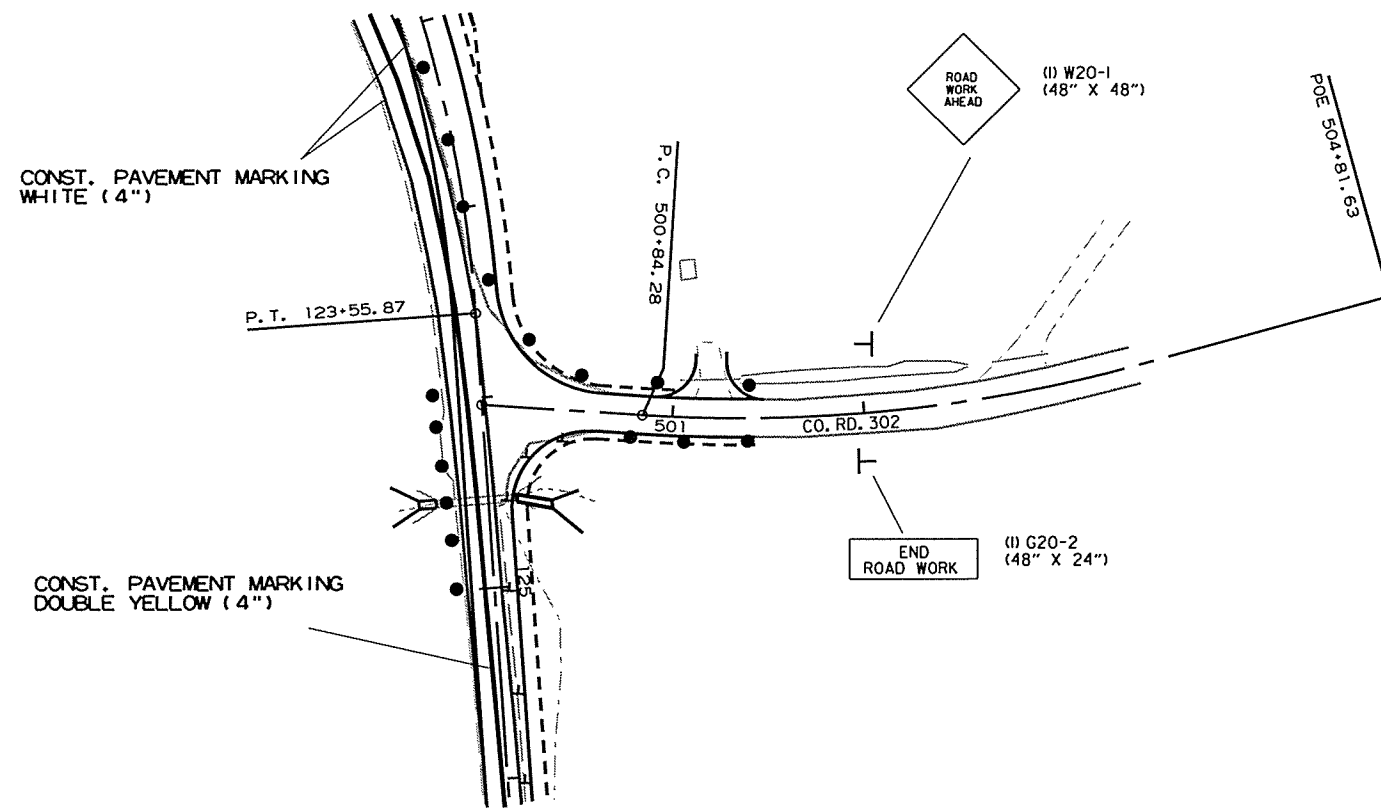 ROAD
WORK
AHEAD
(1) W20-1
(48" X 48")
POE 504+81.63
CONST. PAVEMENT MARKING
WHITE (4")
P.C. 500+84.28
P.T. 123+55.87
501
CO. RD. 302
END
ROAD WORK
(1) G20-2
(48" X 24")
125
CONST. PAVEMENT MARKING
DOUBLE YELLOW (4")